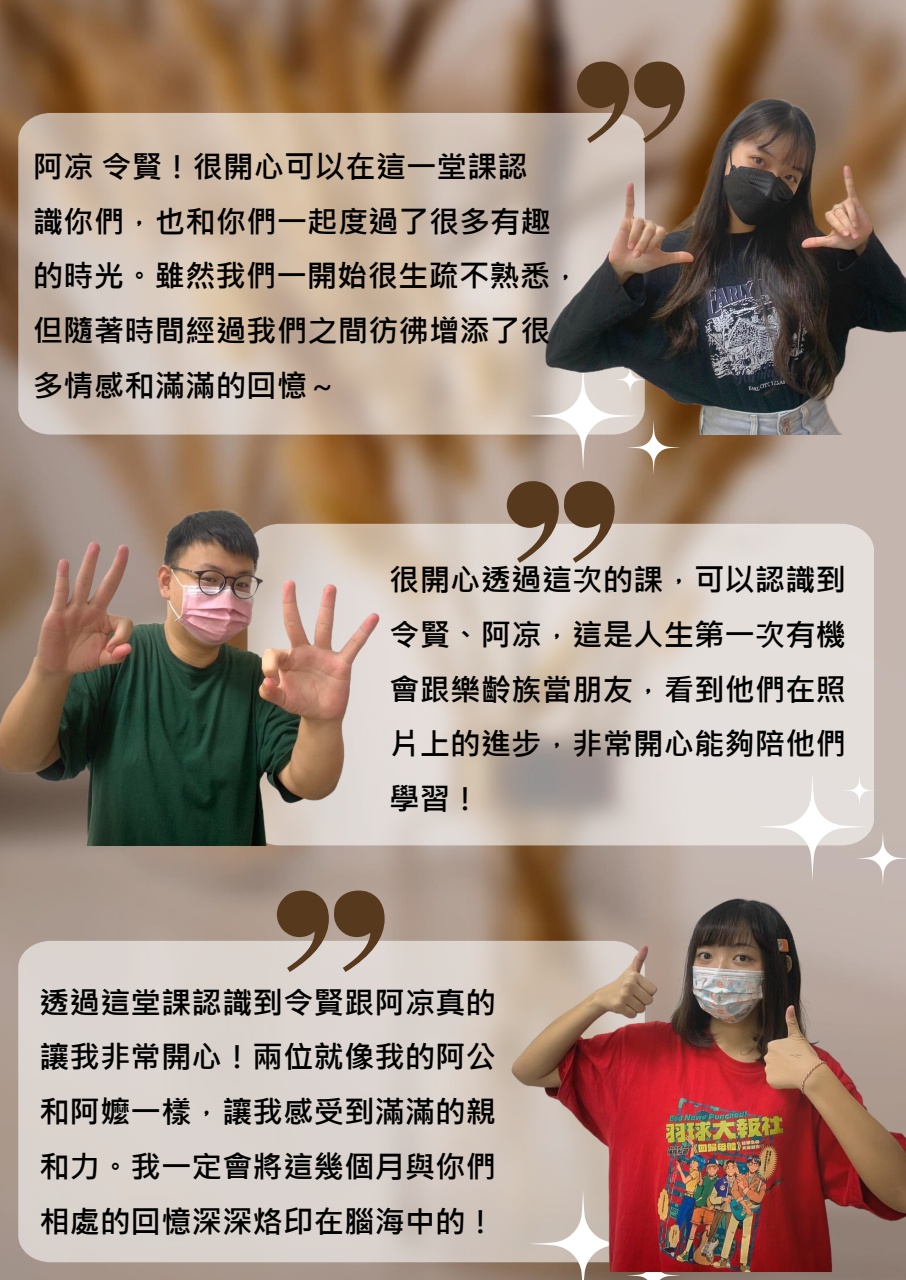 阿凉 令賢！很開心可以在這一堂課認
識你們，也和你們一起度過了很多有趣
的時光。雖然我們一開始很生疏不熟悉，
但隨著時間經過我們之間彷彿增添了很
多情感和滿滿的回憶～
很開心透過這次的課，可以認識到
令賢、阿凉，這是人生第一次有機
會跟樂齡族當朋友，看到他們在照
片上的進步，非常開心能夠陪他們
學習！
透過這堂課認識到令賢跟阿凉真的
讓我非常開心！兩位就像我的阿公
和阿嬤一樣，讓我感受到滿滿的親
和力。我一定會將這幾個月與你們
相處的回憶深深烙印在腦海中的！
羽球大報社